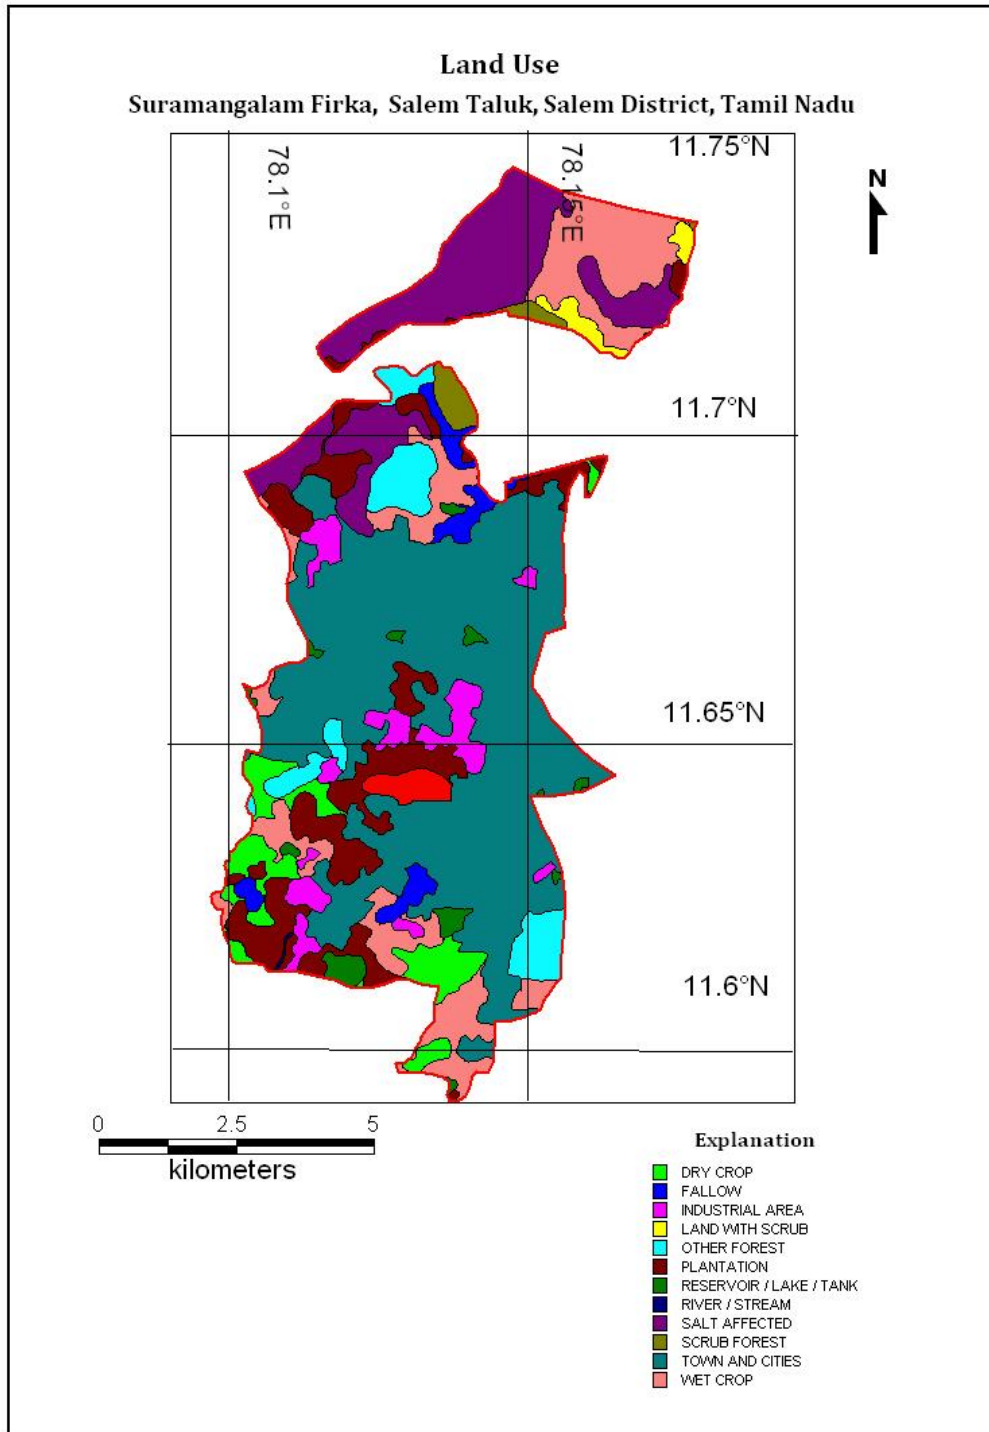 Land Use
Suramangalam Firka, Salem Taluk, Salem District, Tamil Nadu
78.1°E
78.15°E
11.75°N
N
11.7°N
11.65°N
11.6°N
0 2.5 5
kilometers
Explanation
DRY CROP
FALLOW
INDUSTRIAL AREA
LAND WITH SCRUB
OTHER FOREST
PLANTATION
RESERVOIR / LAKE / TANK
RIVER / STREAM
SALT AFFECTED
SCRUB FOREST
TOWN AND CITIES
WET CROP